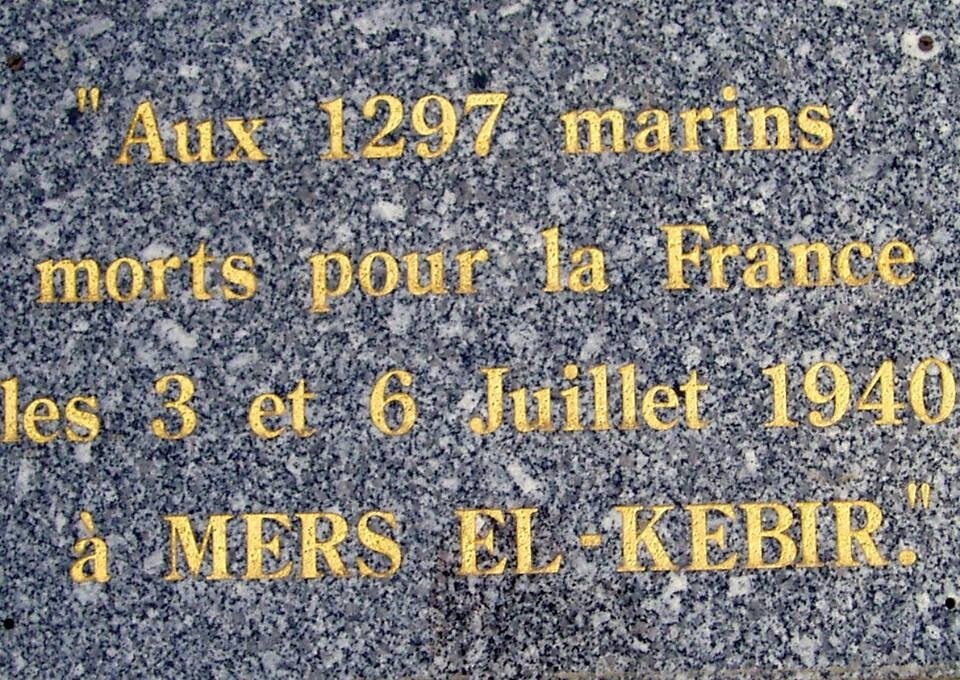 "Aux 1297 marins
morts pour la France
les 3 et 6 Juillet 1940
à MERS EL-KEBIR."